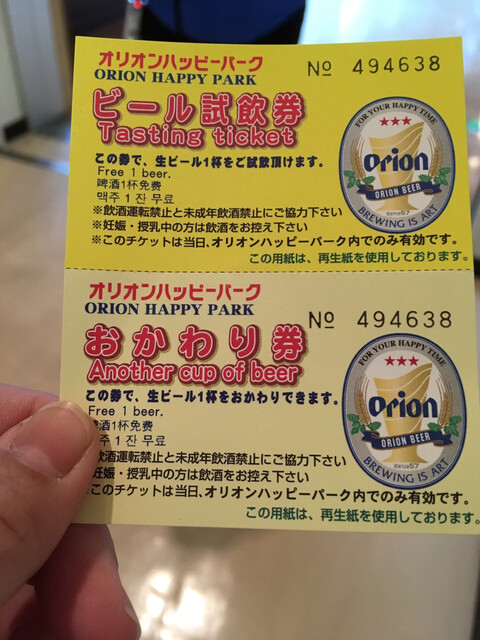 オリオンハッピーパーク
ORION HAPPY PARK
No 494638
ビール試飲券
Tasting ticket
この券で、生ビール1杯をご試飲頂けます。
Free 1 beer.
啤酒1杯免费
맥주 1 잔 무료
※飲酒運転禁止と未成年飲酒禁止にご協力下さい
※妊娠・授乳中の方は飲酒をお控え下さい
※このチケットは当日、オリオンハッピーパーク内でのみ有効です。
この用紙は、再生紙を使用しております。
FOR YOUR HAPPY TIME
Orion
ORION BEER
BREWING IS ART
オリオンハッピーパーク
ORION HAPPY PARK
No 494638
おかわり券
Another cup of beer
この券で、生ビール1杯をおかわりできます。
Free 1 beer.
啤酒1杯免费
주 1 잔 무료
飲酒運転禁止と未成年飲酒禁止にご協力下さい
妊娠・授乳中の方は飲酒をお控え下さい
このチケットは当日、オリオンハッピーパーク内でのみ有効です。
この用紙は、再生紙を使用しております。
FOR YOUR HAPPY TIME
Orion
ORION BEER
BREWING IS ART